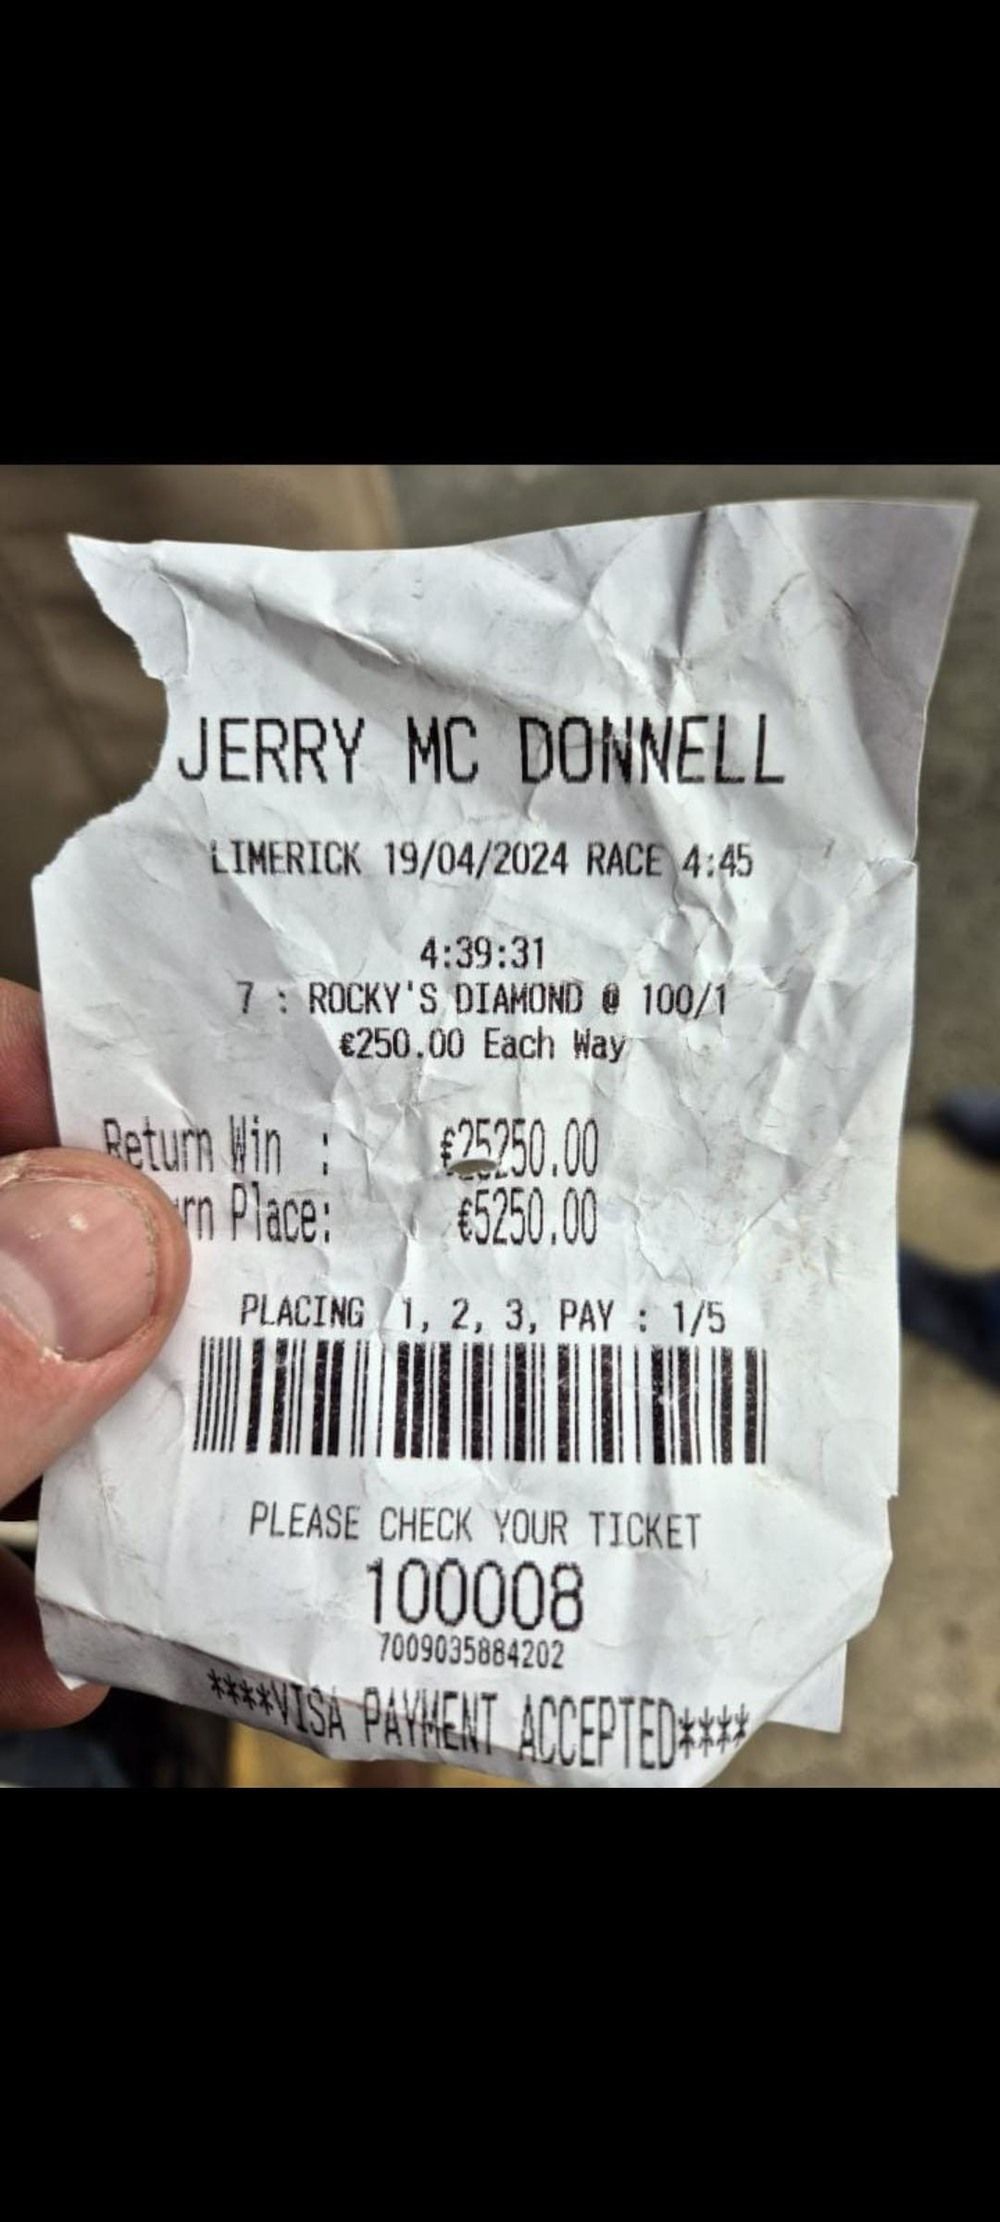 JERRY MC DONNELL
LIMERICK 19/04/2024 RACE 4:45
4:39:31
7 : ROCKY'S DIAMOND @ 100/1
€250.00 Each Way
Return Win : €25250.00
rn Place: €5250.00
PLACING 1, 2, 3, PAY : 1/5
PLEASE CHECK YOUR TICKET
100008
7009035884202
****VISA PAYMENT ACCEPTED****